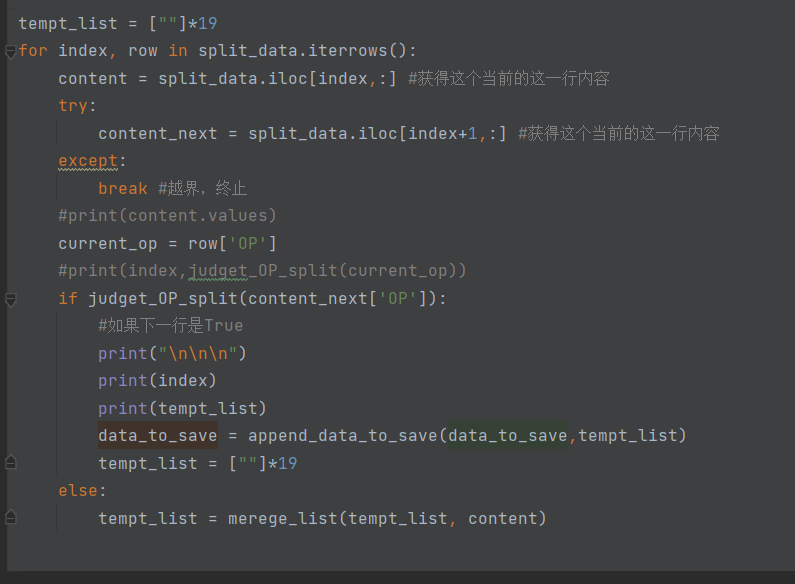 tempt_list = [""]*19
for index, row in split_data.iterrows():
    content = split_data.iloc[index,:] #获得这个当前的这一行内容
    try:
        content_next = split_data.iloc[index+1,:] #获得这个当前的这一行内容
    except:
        break #越界，终止
    #print(content.values)
    current_op = row['OP']
    #print(index,judget_OP_split(current_op))
    if judget_OP_split(content_next['OP']):
        #如果下一行是True
        print("\n\n\n")
        print(index)
        print(tempt_list)
        data_to_save = append_data_to_save(data_to_save,tempt_list)
        tempt_list = [""]*19
    else:
        tempt_list = merege_list(tempt_list, content)